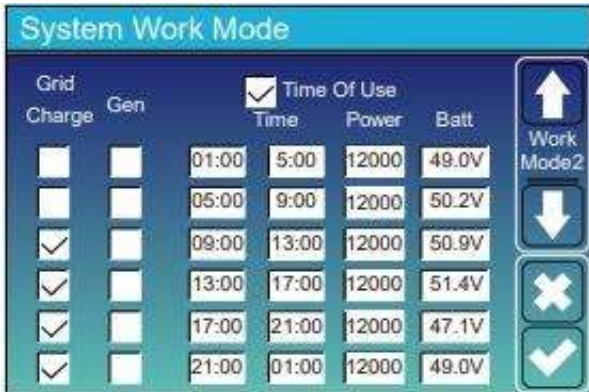 System Work Mode
Grid Charge Gen
Time Of Use
Time Power Batt
01:00 5:00 12000 49.0V
05:00 9:00 12000 50.2V
09:00 13:00 12000 50.9V
13:00 17:00 12000 51.4V
17:00 21:00 12000 47.1V
21:00 01:00 12000 49.0V
Work
Mode2